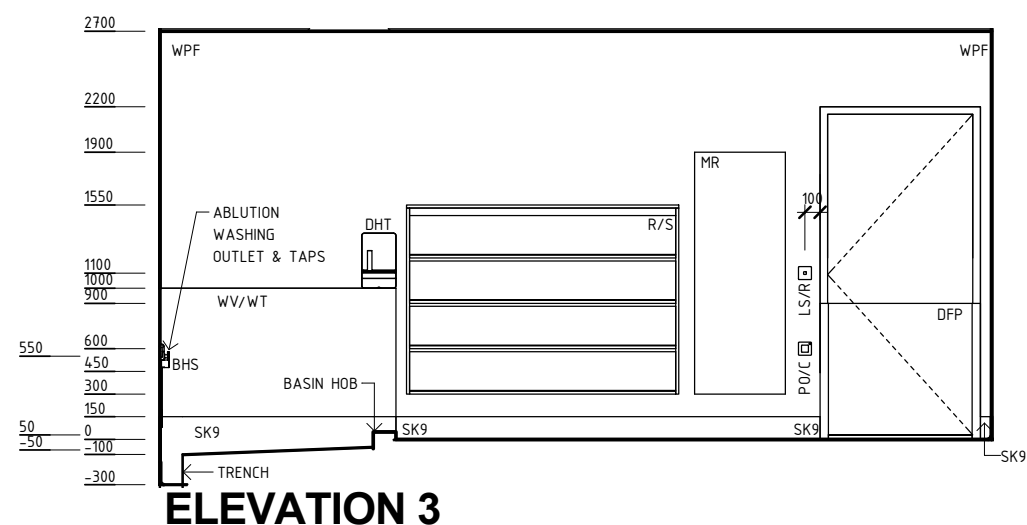 2700
WPF
WPF
2200
1900
MR
1550
100
ABLUTION
WASHING
OUTLET & TAPS
DHT
R/S
1100
1000
900
WV/WT
LS/R
DFP
600
550
BHS
450
BASIN HOB
300
PO/C
150
50
0
SK9
SK9
SK9
-50
-100
SK9
TRENCH
-300
ELEVATION 3